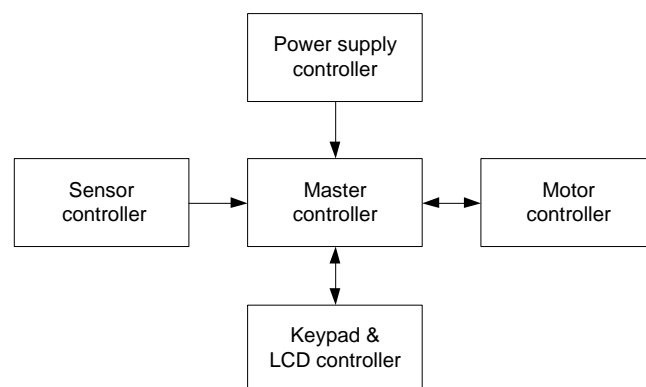 Power supply
controller
Sensor
controller
Master
controller
Motor
controller
Keypad &
LCD controller